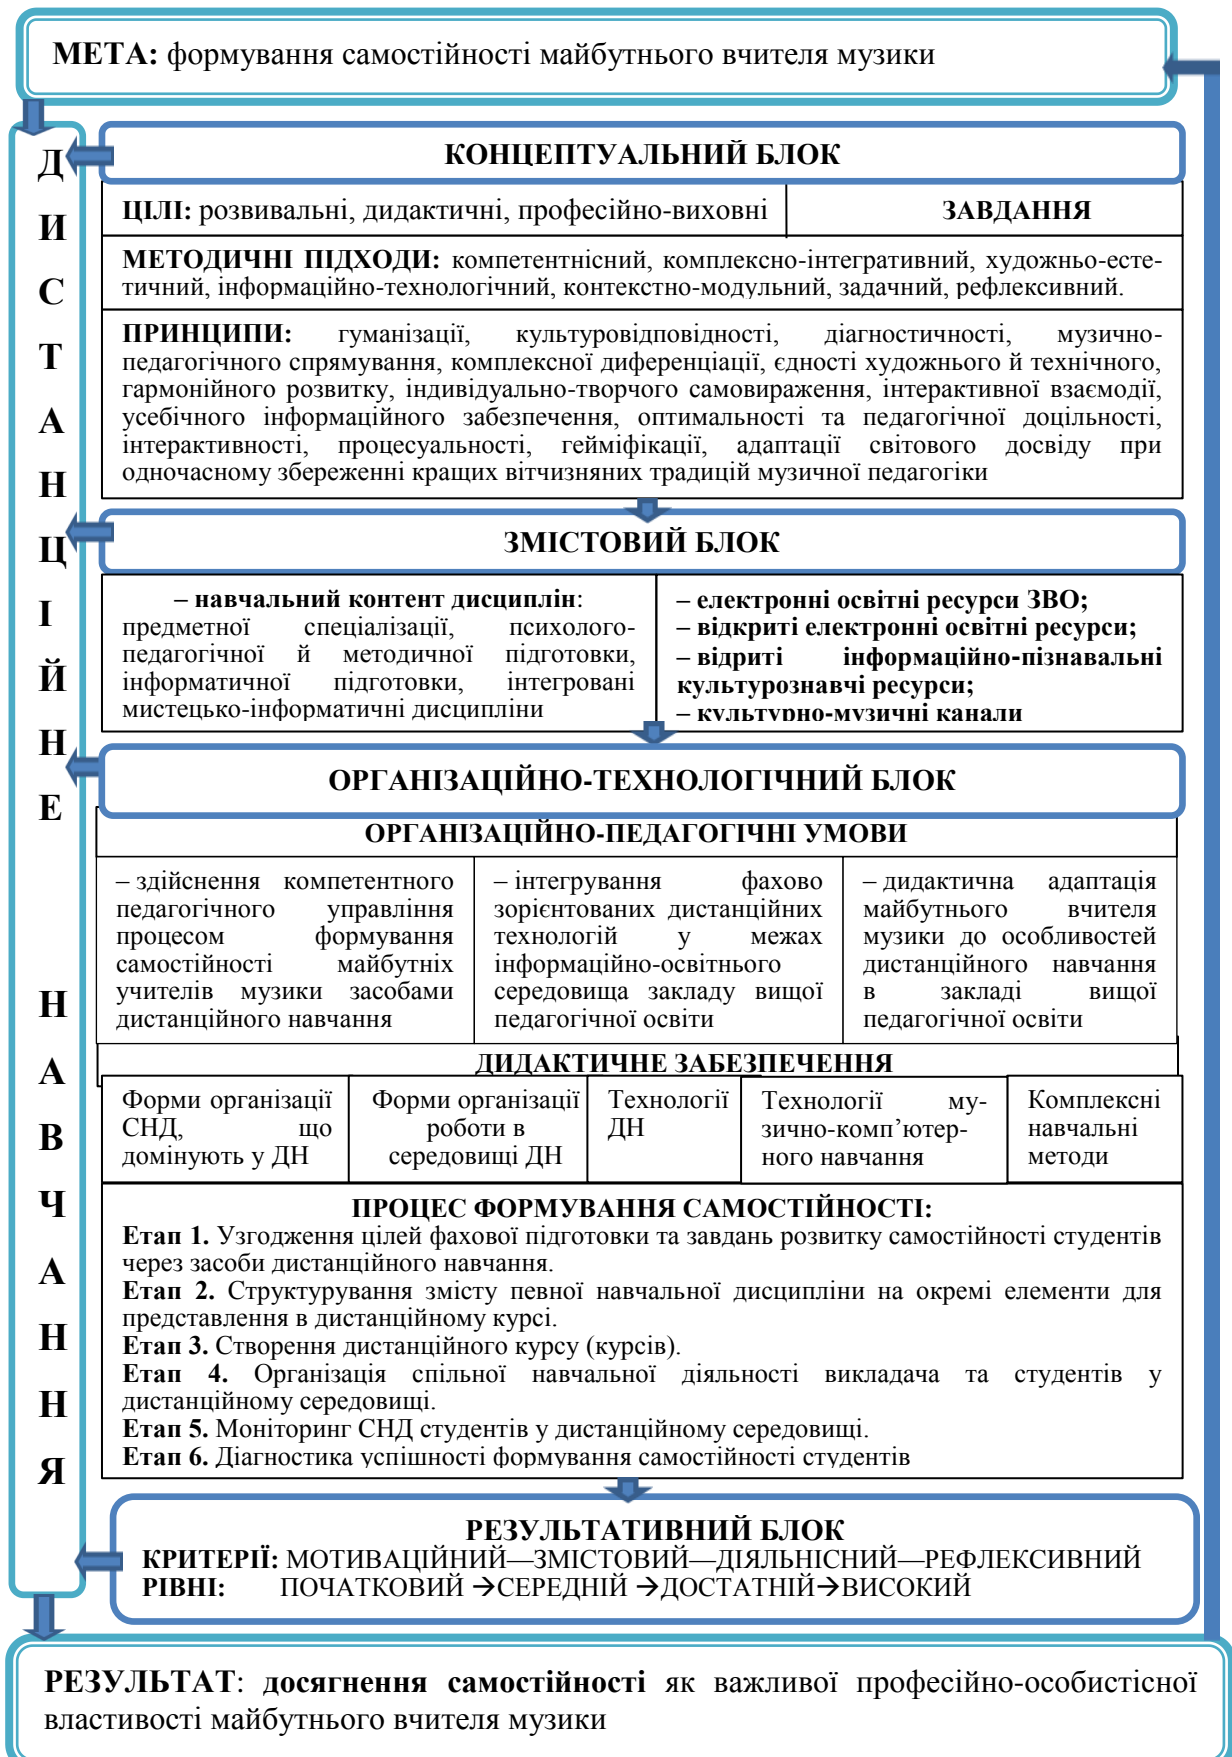 МЕТА: формування самостійності майбутнього вчителя музики
ДИСТАНЦІЙНЕ НАВЧАННЯ
КОНЦЕПТУАЛЬНИЙ БЛОК
ЦІЛІ: розвивальні, дидактичні, професійно-виховні
ЗАВДАННЯ
МЕТОДИЧНІ ПІДХОДИ: компетентнісний, комплексно-інтегративний, художньо-есте-
тичний, інформаційно-технологічний, контекстно-модульний, задачний, рефлексивний.
ПРИНЦИПИ: гуманізації, культуровідповідності, діагностичності, музично-
педагогічного спрямування, комплексної диференціації, єдності художнього й технічного,
гармонійного розвитку, індивідуально-творчого самовираження, інтерактивної взаємодії,
усебічного інформаційного забезпечення, оптимальності та педагогічної доцільності,
інтерактивності, процесуальності, гейміфікації, адаптації світового досвіду при
одночасному збереженні кращих вітчизняних традицій музичної педагогіки
ЗМІСТОВИЙ БЛОК
– навчальний контент дисциплін:
предметної спеціалізації, психолого-
педагогічної й методичної підготовки,
інформатичної підготовки, інтегровані
мистецько-інформатичні дисципліни
– електронні освітні ресурси ЗВО;
– відкриті електронні освітні ресурси;
– відриті інформаційно-пізнавальні
культурознавчі ресурси;
– культурно-музичні канали
ОРГАНІЗАЦІЙНО-ТЕХНОЛОГІЧНИЙ БЛОК
ОРГАНІЗАЦІЙНО-ПЕДАГОГІЧНІ УМОВИ
– здійснення компетентного
педагогічного управління
процесом формування
самостійності майбутніх
учителів музики засобами
дистанційного навчання
– інтегрування фахово
зорієнтованих дистанційних
технологій у межах
інформаційно-освітнього
середовища закладу вищої
педагогічної освіти
– дидактична адаптація
майбутнього вчителя
музики до особливостей
дистанційного навчання
в закладі вищої
педагогічної освіти
ДИДАКТИЧНЕ ЗАБЕЗПЕЧЕННЯ
Форми організації
СНД, що
домінують у ДН
Форми організації
роботи в
середовищі ДН
Технології
ДН
Технології му-
зично-комп’ютер-
ного навчання
Комплексні
навчальні
методи
ПРОЦЕС ФОРМУВАННЯ САМОСТІЙНОСТІ:
Етап 1. Узгодження цілей фахової підготовки та завдань розвитку самостійності студентів
через засоби дистанційного навчання.
Етап 2. Структурування змісту певної навчальної дисципліни на окремі елементи для
представлення в дистанційному курсі.
Етап 3. Створення дистанційного курсу (курсів).
Етап 4. Організація спільної навчальної діяльності викладача та студентів у
дистанційному середовищі.
Етап 5. Моніторинг СНД студентів у дистанційному середовищі.
Етап 6. Діагностика успішності формування самостійності студентів
РЕЗУЛЬТАТИВНИЙ БЛОК
КРИТЕРІЇ: МОТИВАЦІЙНИЙ—ЗМІСТОВИЙ—ДІЯЛЬНІСНИЙ—РЕФЛЕКСИВНИЙ
РІВНІ: ПОЧАТКОВИЙ →СЕРЕДНІЙ →ДОСТАТНІЙ→ВИСОКИЙ
РЕЗУЛЬТАТ: досягнення самостійності як важливої професійно-особистісної
властивості майбутнього вчителя музики